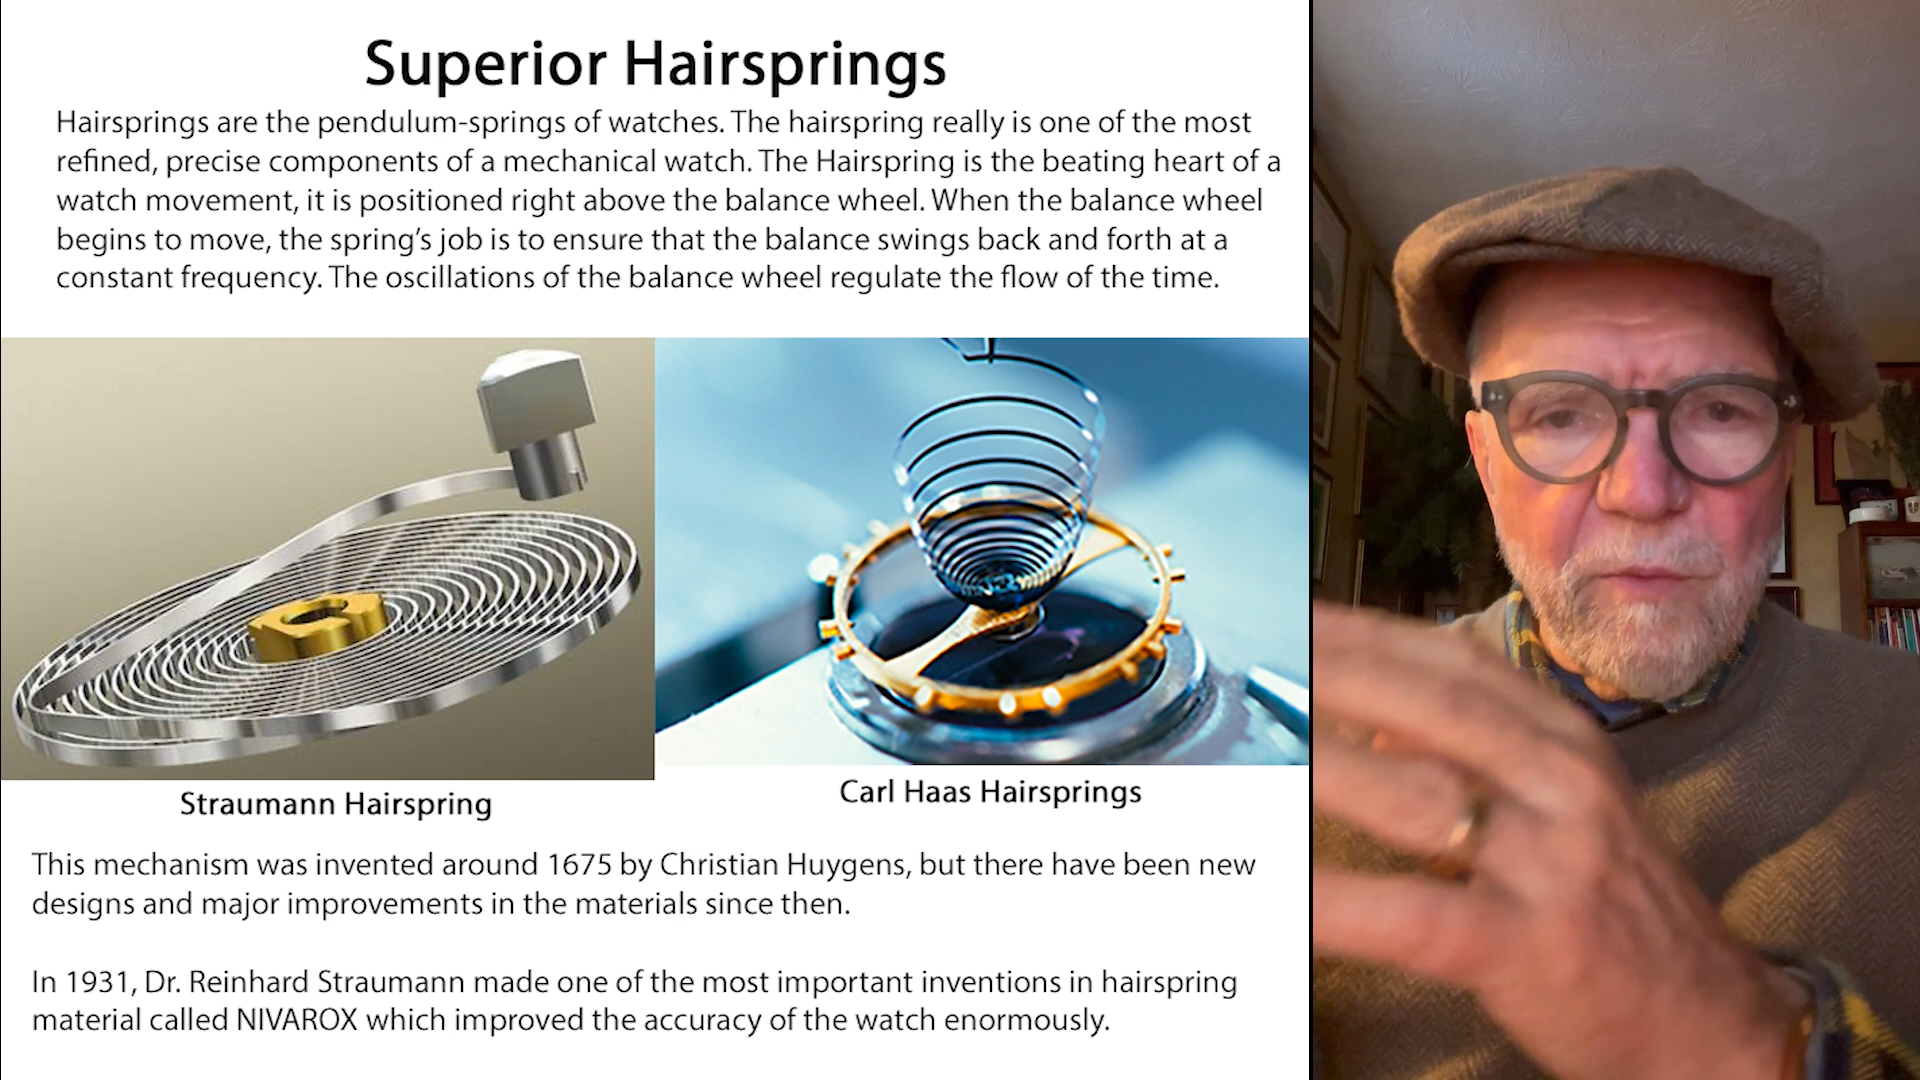 Superior Hairsprings
Hairsprings are the pendulum-springs of watches. The hairspring really is one of the most
refined, precise components of a mechanical watch. The Hairspring is the beating heart of a
watch movement, it is positioned right above the balance wheel. When the balance wheel
begins to move, the spring's job is to ensure that the balance swings back and forth at a
constant frequency. The oscillations of the balance wheel regulate the flow of the time.
Straumann Hairspring
Carl Haas Hairsprings
This mechanism was invented around 1675 by Christian Huygens, but there have been new
designs and major improvements in the materials since then.
In 1931, Dr. Reinhard Straumann made one of the most important inventions in hairspring
material called NIVAROX which improved the accuracy of the watch enormously.